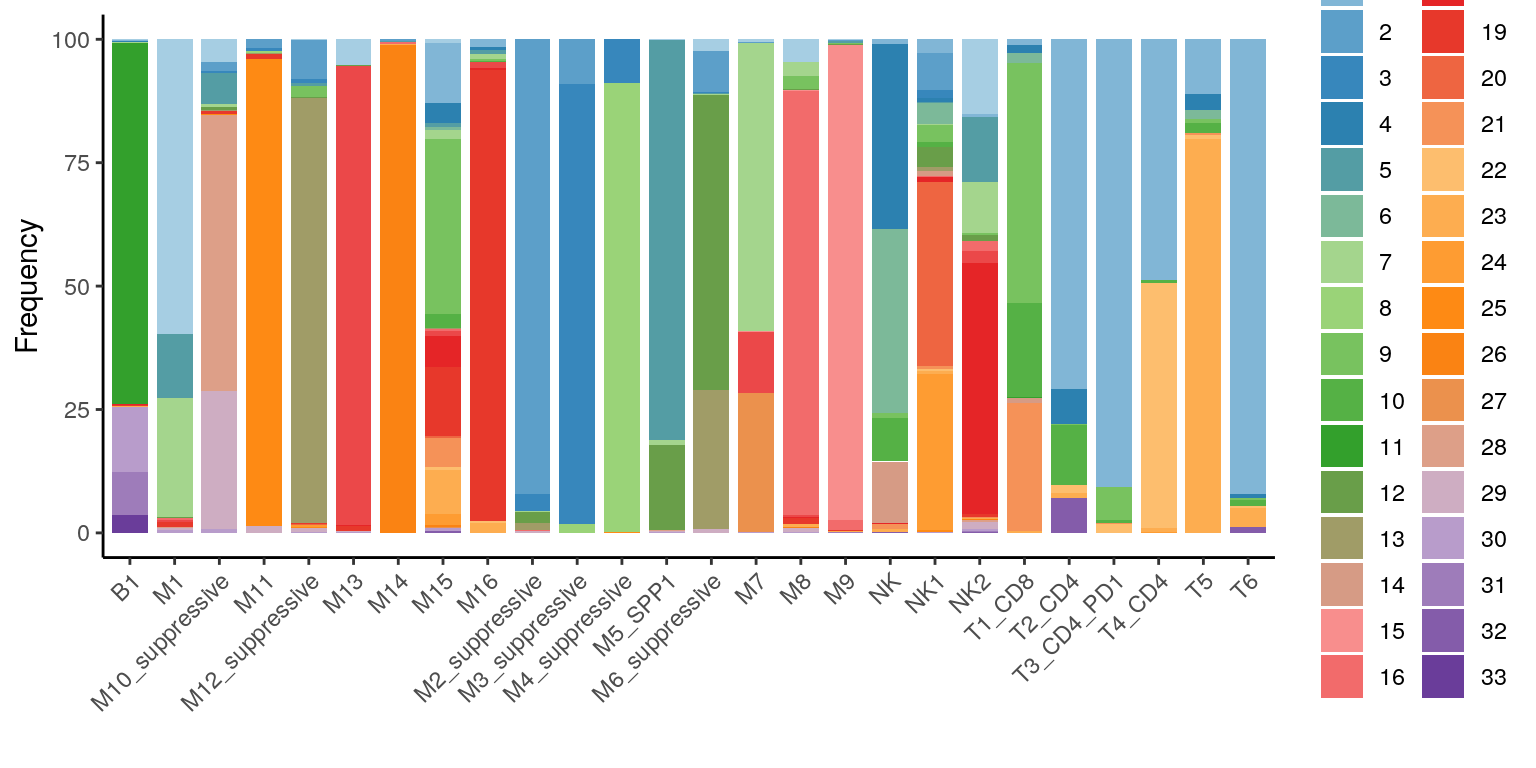 Frequency
100
75
50
25
0
B1
M1
M10_suppressive
M11
M12_suppressive
M13
M14
M15
M16
M2_suppressive
M3_suppressive
M4_suppressive
M5_SPP1
M6_suppressive
M7
M8
M9
NK
NK1
NK2
T1_CD8
T2_CD4
T3_CD4_PD1
T4_CD4
T5
T6
2
3
4
5
6
7
8
9
10
11
12
13
14
15
16
19
20
21
22
23
24
25
26
27
28
29
30
31
32
33